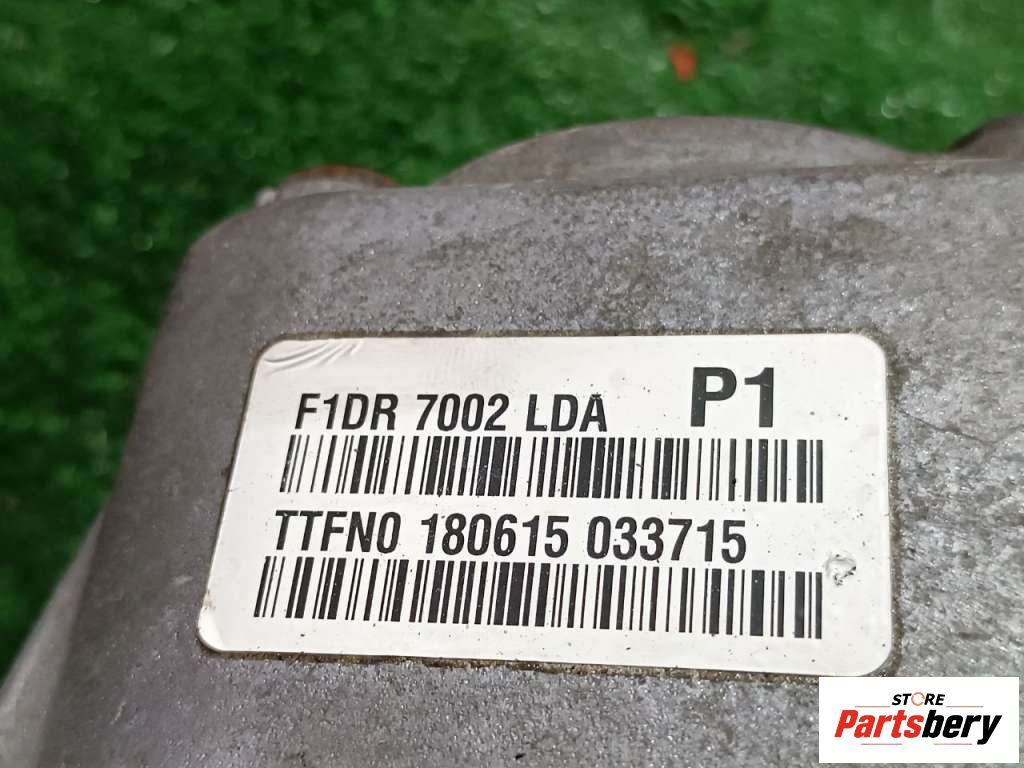 F1DR 7002 LDA P1
TTFN0 180615 033715
STORE
Partsbery